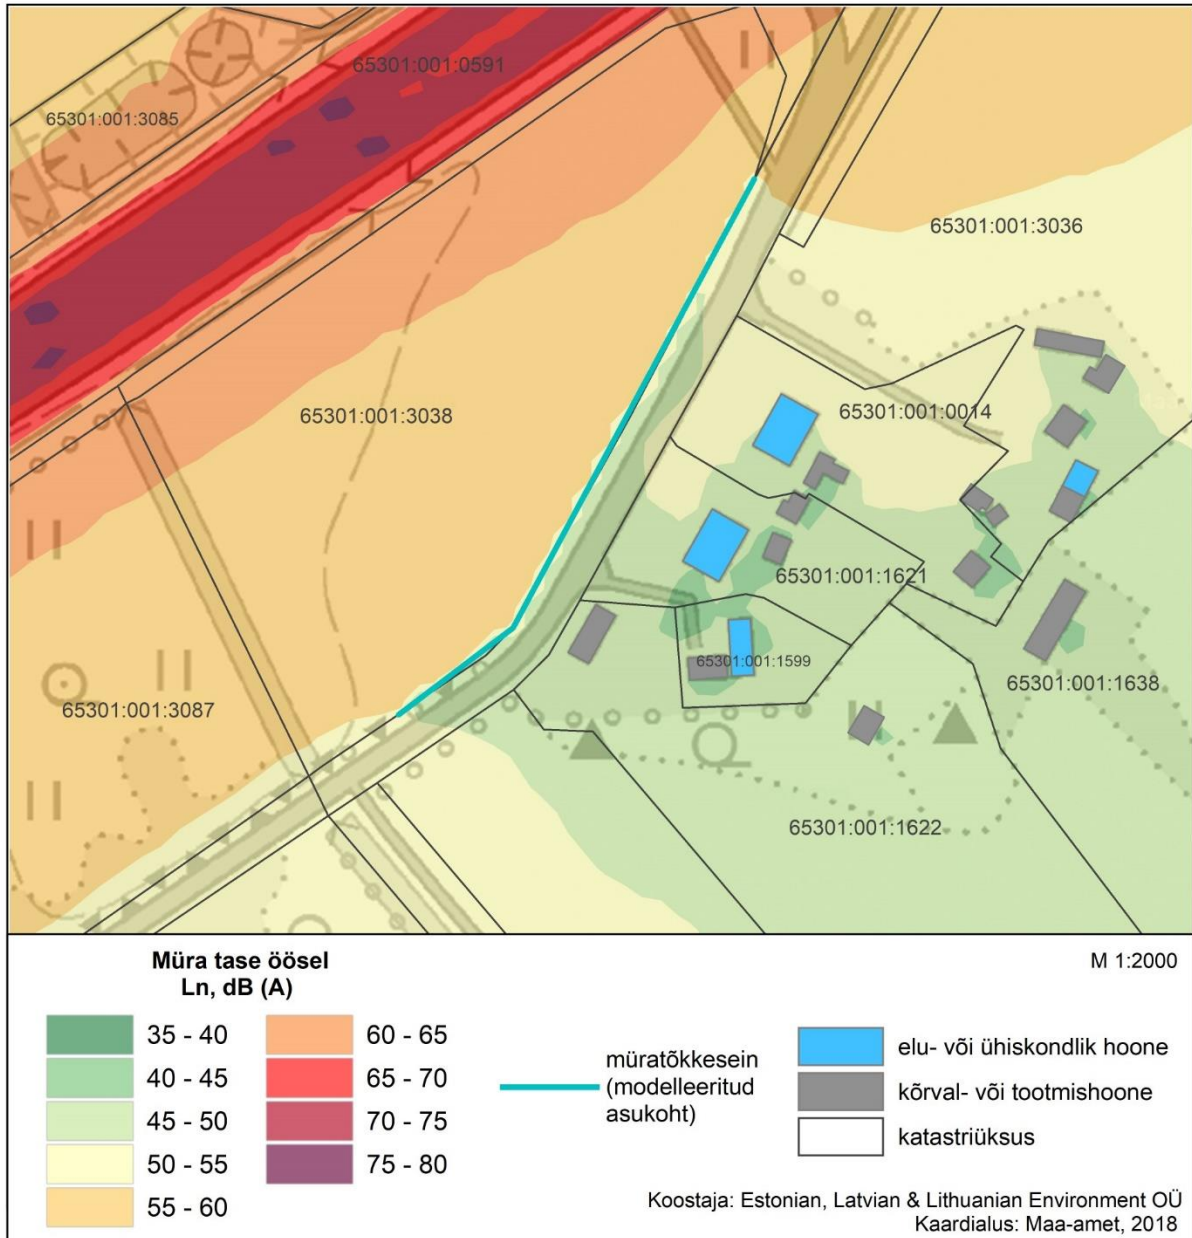 65301:001:0591
65301:001:3085
65301:001:3036
65301:001:3038
65301:001:0014
65301:001:1621
65301:001:1599
65301:001:1638
65301:001:3087
65301:001:1622
Müra tase öösel
Ln, dB (A)
M 1:2000
35 - 40
40 - 45
45 - 50
50 - 55
55 - 60
60 - 65
65 - 70
70 - 75
75 - 80
müratõkkesein
(modelleeritud
asukoht)
elu- või ühiskondlik hoone
kõrval- või tootmishoone
katastriüksus
Koostaja: Estonian, Latvian & Lithuanian Environment OÜ
Kaardialus: Maa-amet, 2018